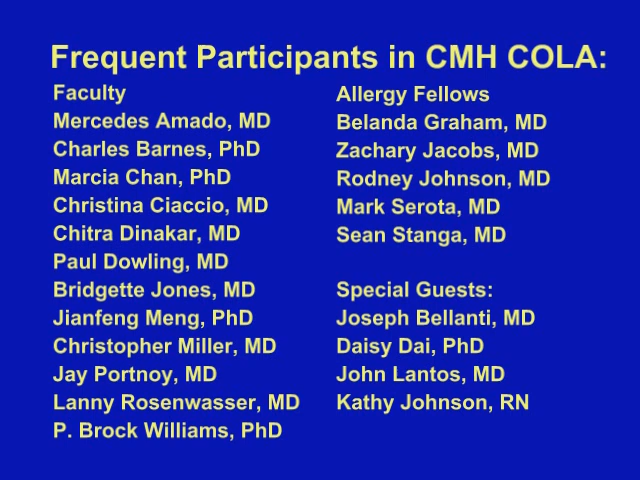 Frequent Participants in CMH COLA:
Faculty
Mercedes Amado, MD
Charles Barnes, PhD
Marcia Chan, PhD
Christina Ciaccio, MD
Chitra Dinakar, MD
Paul Dowling, MD
Bridgette Jones, MD
Jianfeng Meng, PhD
Christopher Miller, MD
Jay Portnoy, MD
Lanny Rosenwasser, MD
P. Brock Williams, PhD
Allergy Fellows
Belanda Graham, MD
Zachary Jacobs, MD
Rodney Johnson, MD
Mark Serota, MD
Sean Stanga, MD
Special Guests:
Joseph Bellanti, MD
Daisy Dai, PhD
John Lantos, MD
Kathy Johnson, RN